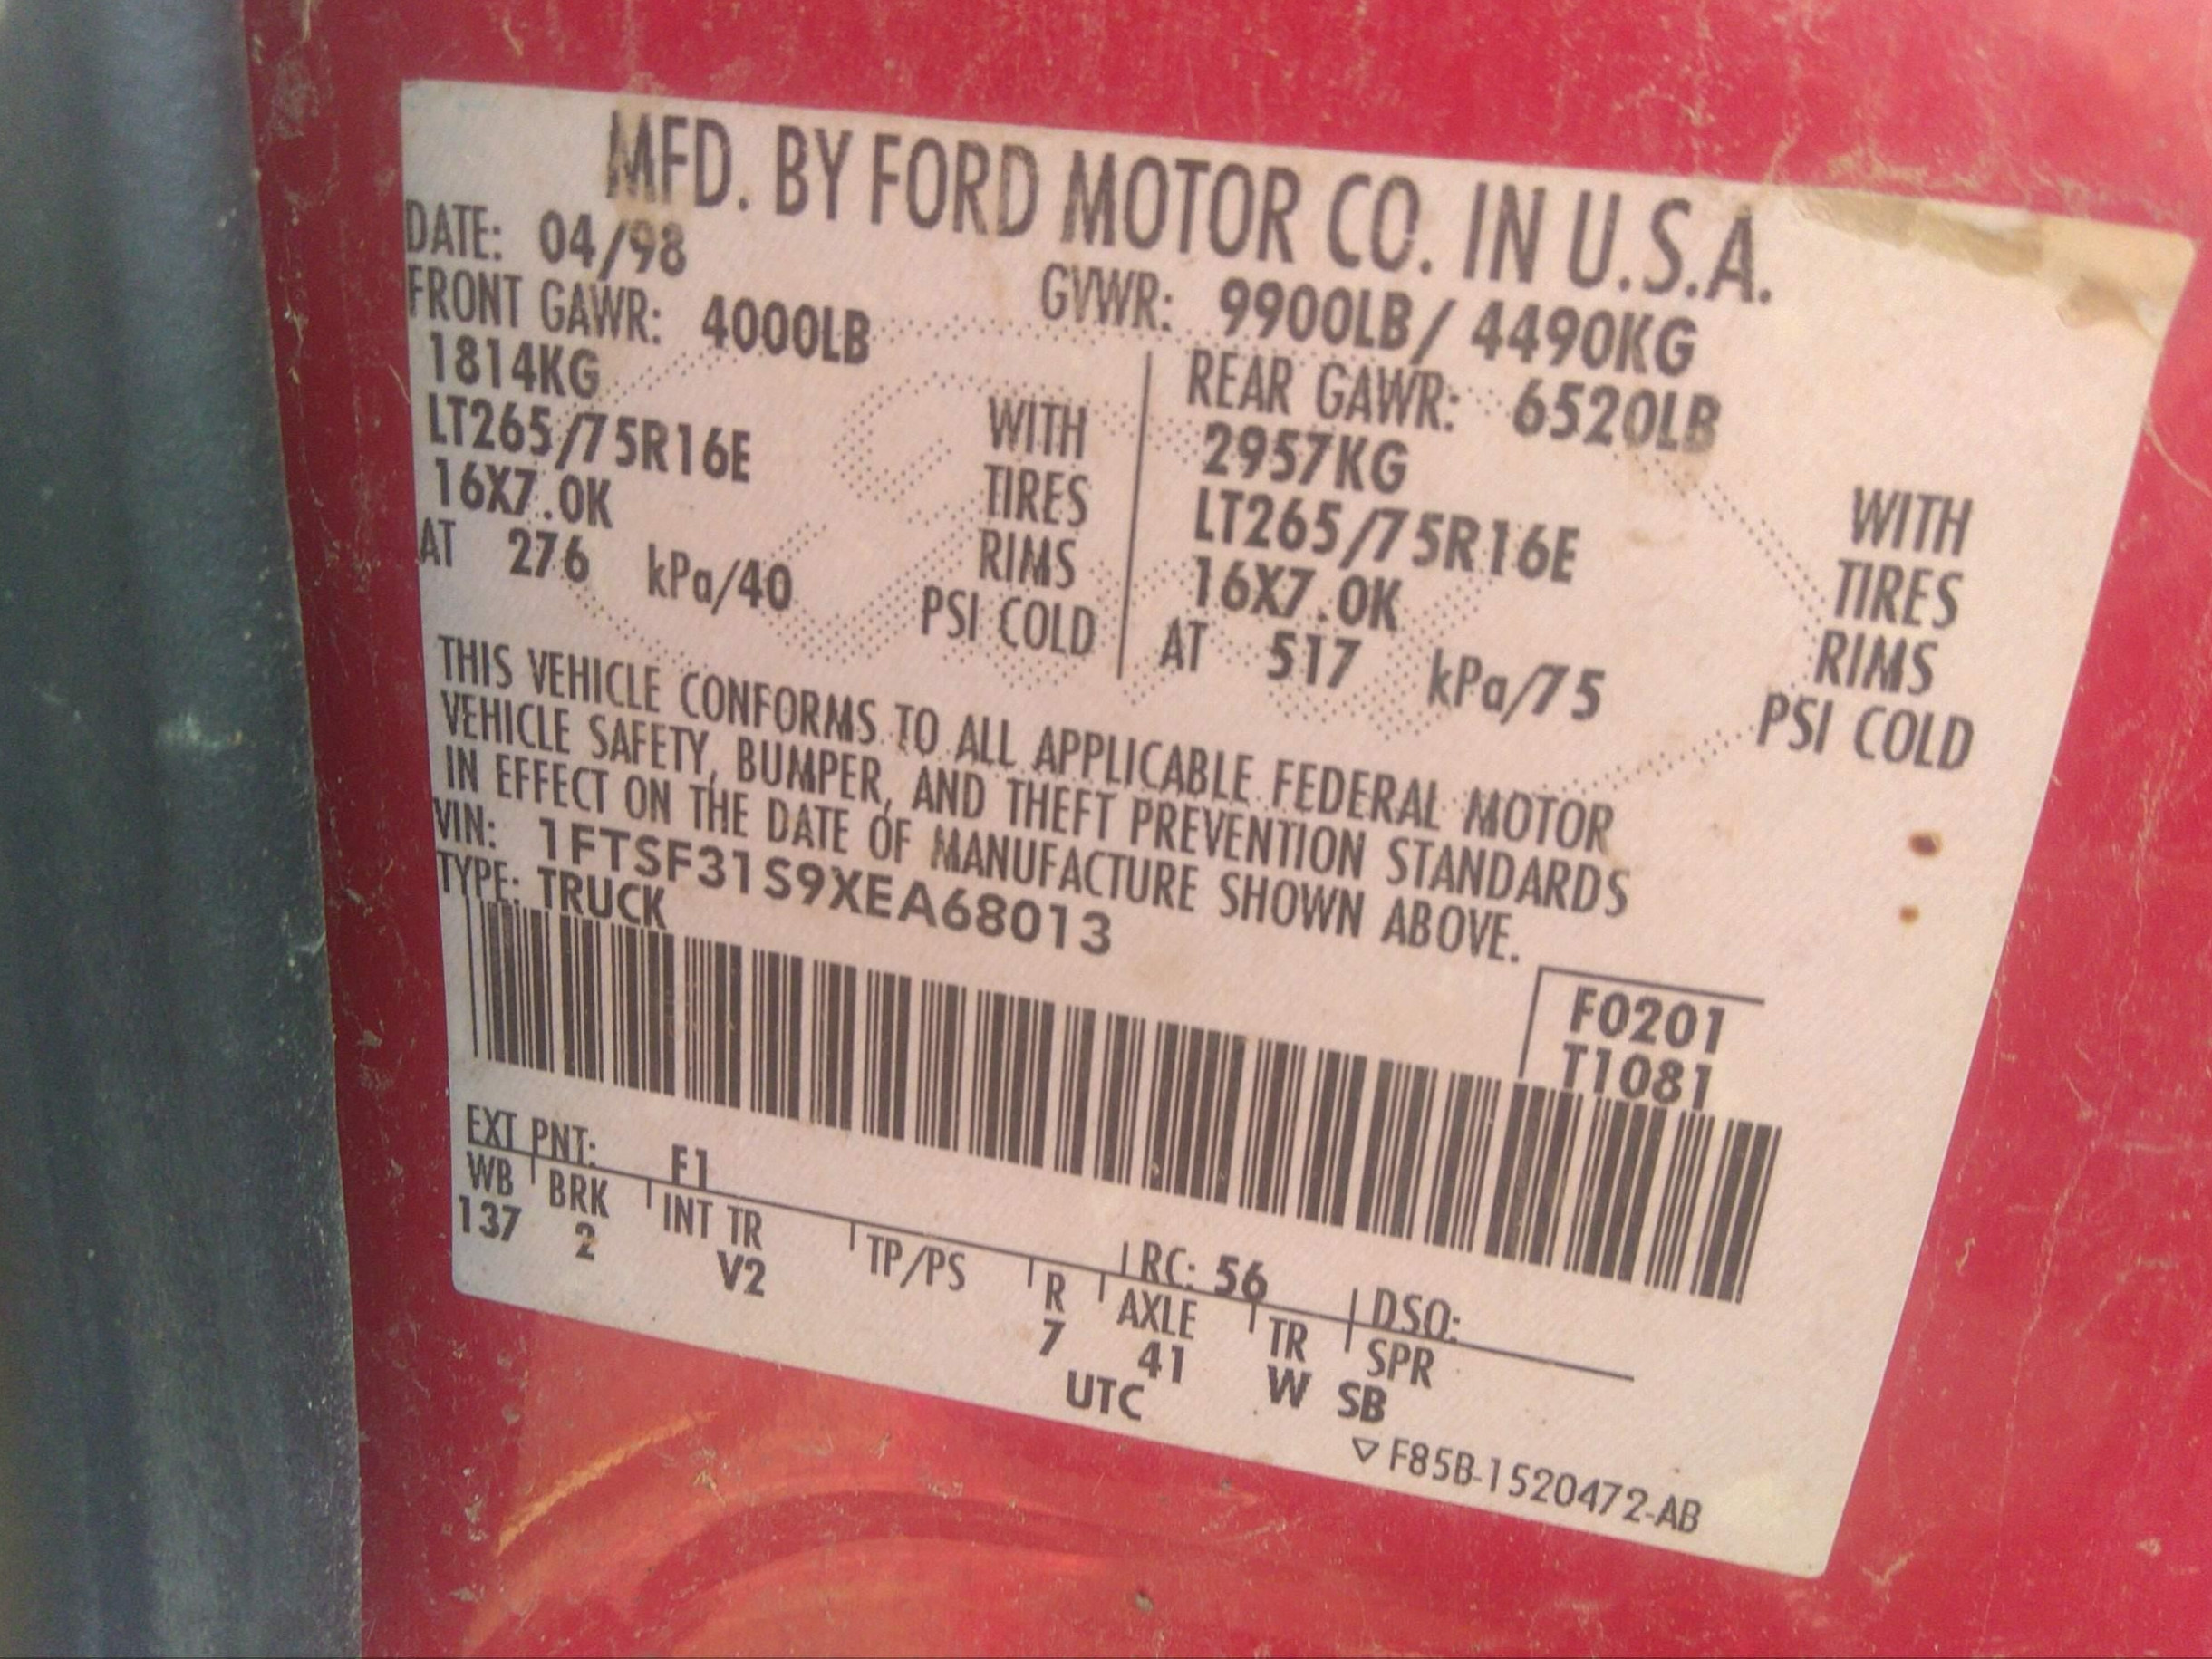 MFD. BY FORD MOTOR CO. IN U.S.A.
DATE: 04/98 GVWR: 9900LB/ 4490KG
FRONT GAWR: 4000LB REAR GAWR: 6520LB
1814KG WITH 2957KG WITH
LT265/75R16E TIRES LT265/75R16E TIRES
16X7.0K RIMS 16X7.0K RIMS
AT 276 kPa/40 PSI COLD AT 517 kPa/75 PSI COLD
THIS VEHICLE CONFORMS TO ALL APPLICABLE FEDERAL MOTOR
VEHICLE SAFETY, BUMPER, AND THEFT PREVENTION STANDARDS
IN EFFECT ON THE DATE OF MANUFACTURE SHOWN ABOVE.
VIN: 1FTSF31S9XEA68013
TYPE: TRUCK
F0201
T1081
EXT PNT: F1 RC: 56 DSO:
WB BRK INT TR TP/PS R AXLE TR SPR
137 2 V2 7 41 W SB
UTC
▽ F85B-1520472-AB